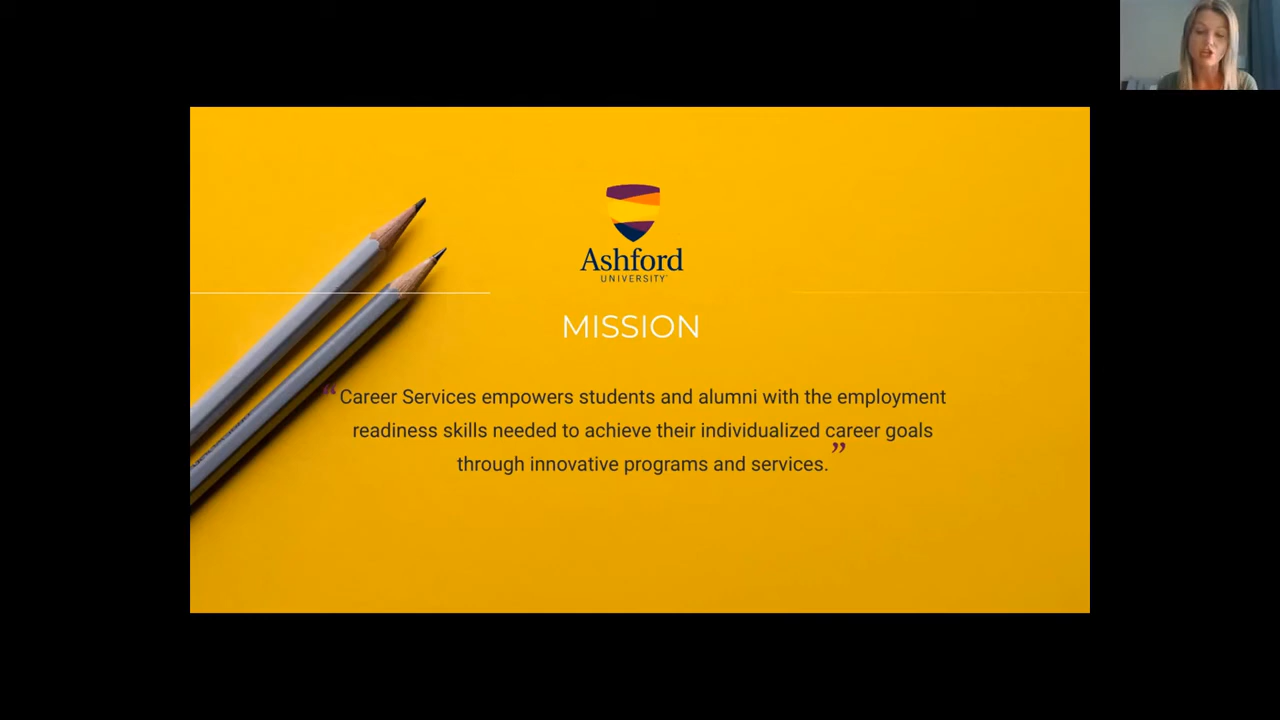 Ashford
UNIVERSITY
MISSION
“Career Services empowers students and alumni with the employment
readiness skills needed to achieve their individualized career goals
through innovative programs and services.”